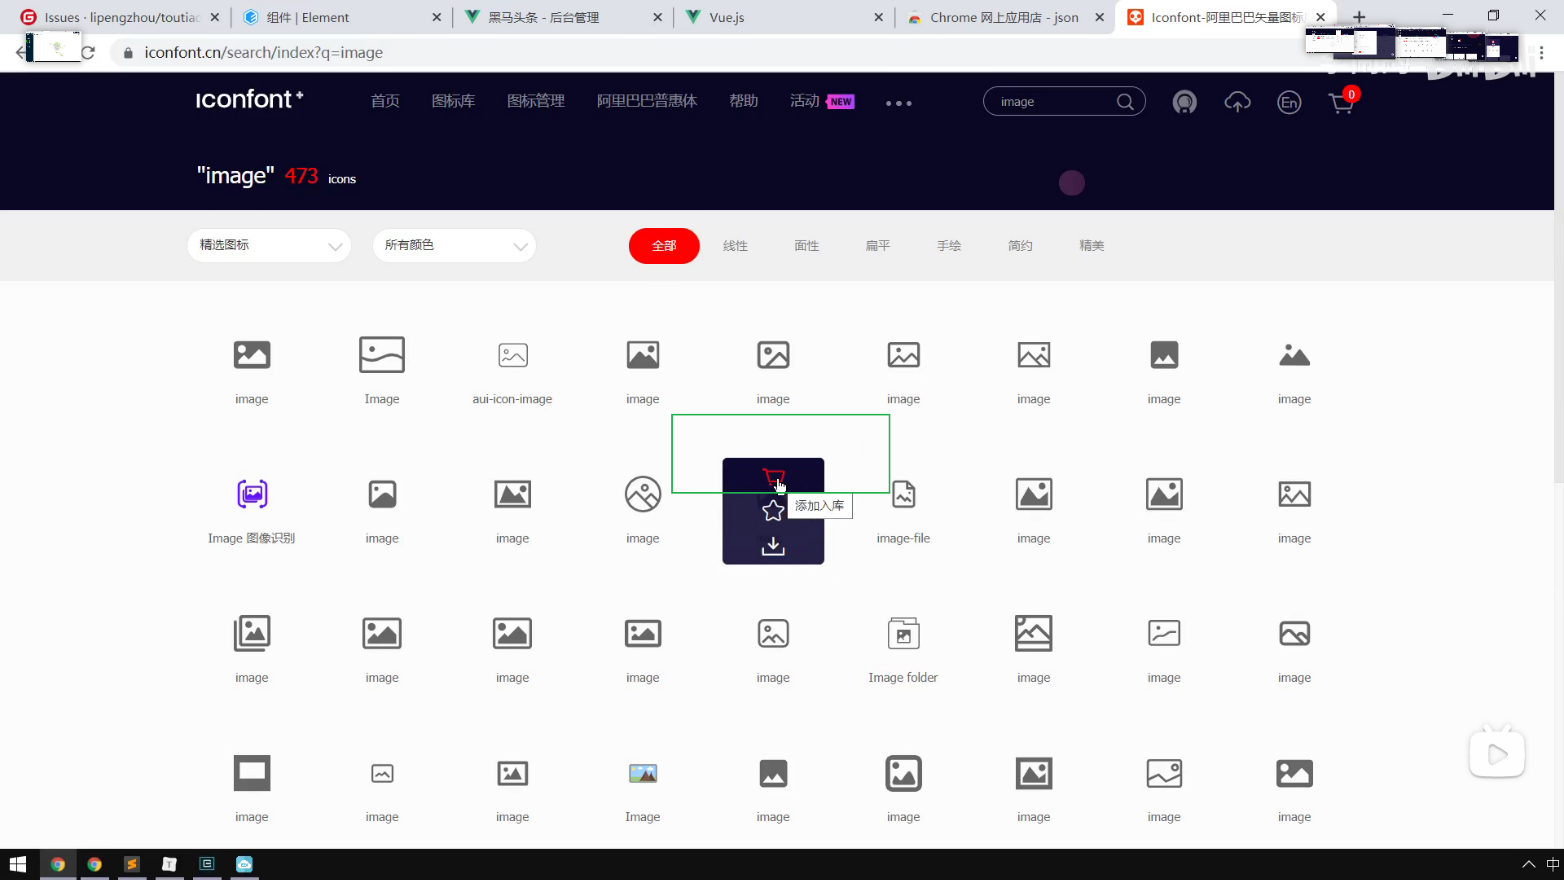 Issues · lipengzhou/toutiao
组件 | Element
黑马头条 - 后台管理
Vue.js
Chrome 网上应用店 - json
Iconfont-阿里巴巴矢量图标
iconfont.cn/search/index?q=image
iconfont+
首页
图标库
图标管理
阿里巴巴普惠体
帮助
活动 NEW
image
En
0
"image" 473 icons
精选图标
所有颜色
全部
线性
面性
扁平
手绘
简约
精美
image
Image
aui-icon-image
image
image
image
image
image
image
添加入库
Image 图像识别
image
image
image
image-file
image
image
image
image
image
image
image
image
Image folder
image
image
image
image
image
image
Image
image
image
image
image
image
中